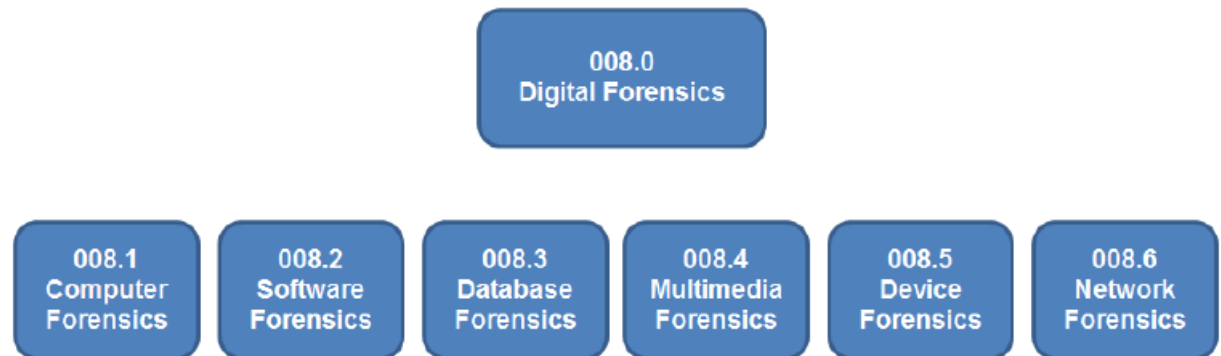 008.0
Digital Forensics
008.1
Computer
Forensics
008.2
Software
Forensics
008.3
Database
Forensics
008.4
Multimedia
Forensics
008.5
Device
Forensics
008.6
Network
Forensics